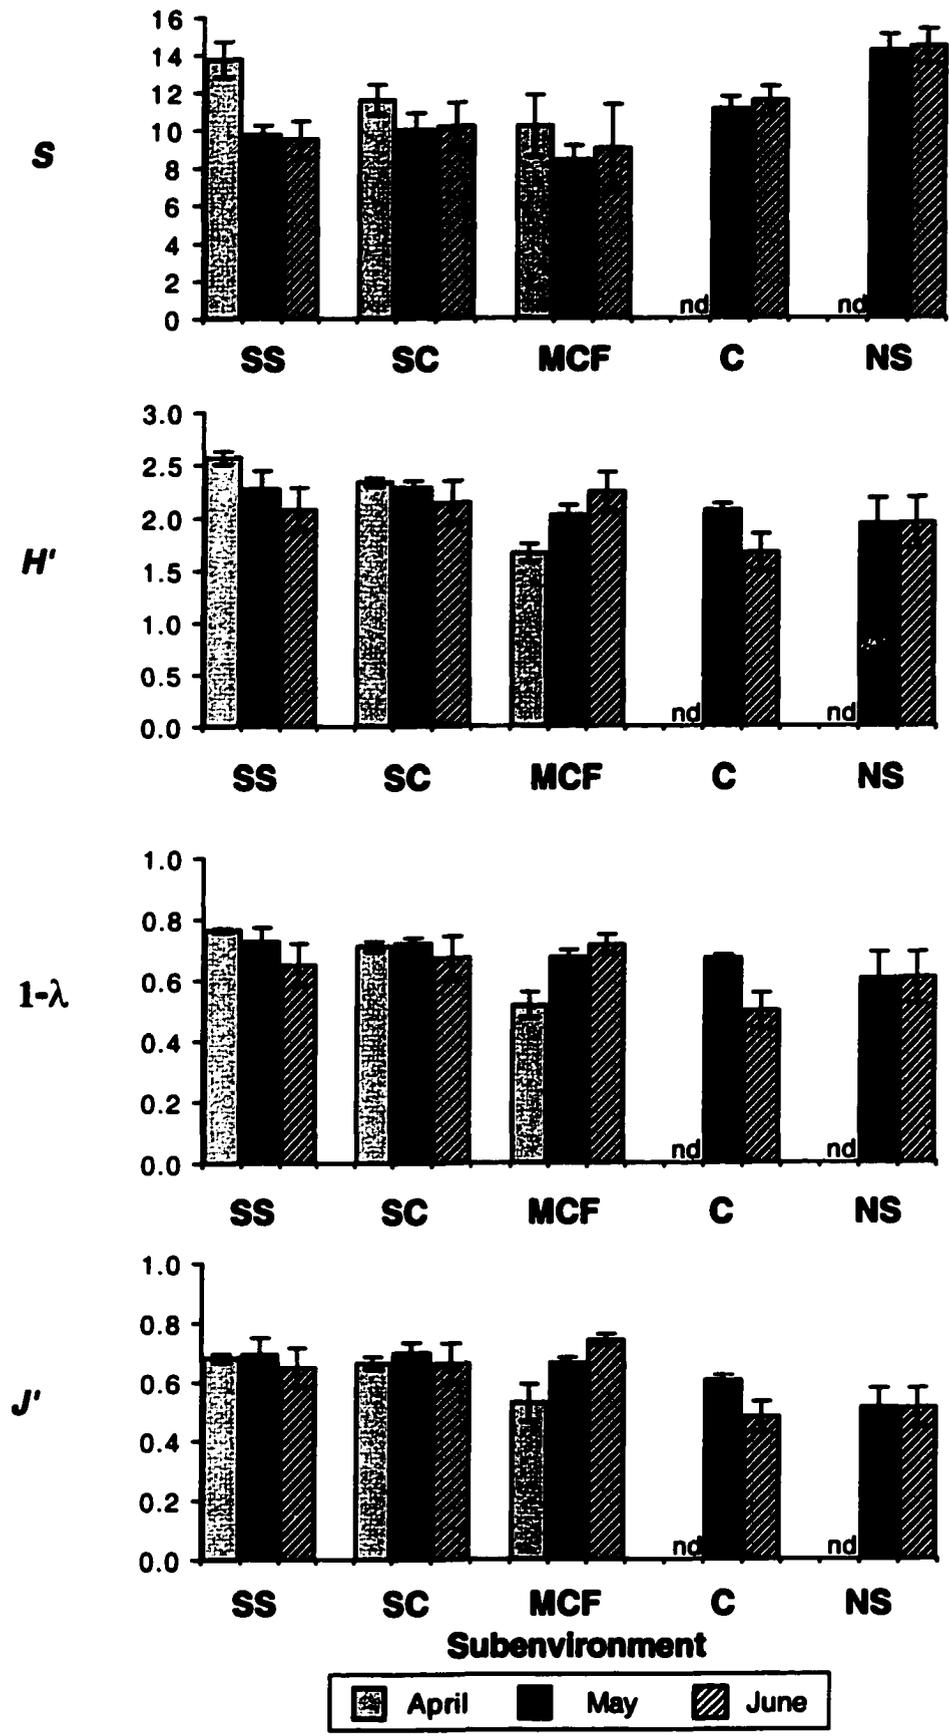 16
14
12
10
8
6
4
2
0
S
nd nd
SS SC MCF C NS
3.0
2.5
2.0
1.5
1.0
0.5
0.0
H'
nd nd
SS SC MCF C NS
1.0
0.8
0.6
0.4
0.2
0.0
1-λ
nd nd
SS SC MCF C NS
1.0
0.8
0.6
0.4
0.2
0.0
J'
nd nd
SS SC MCF C NS
Subenvironment
April May June